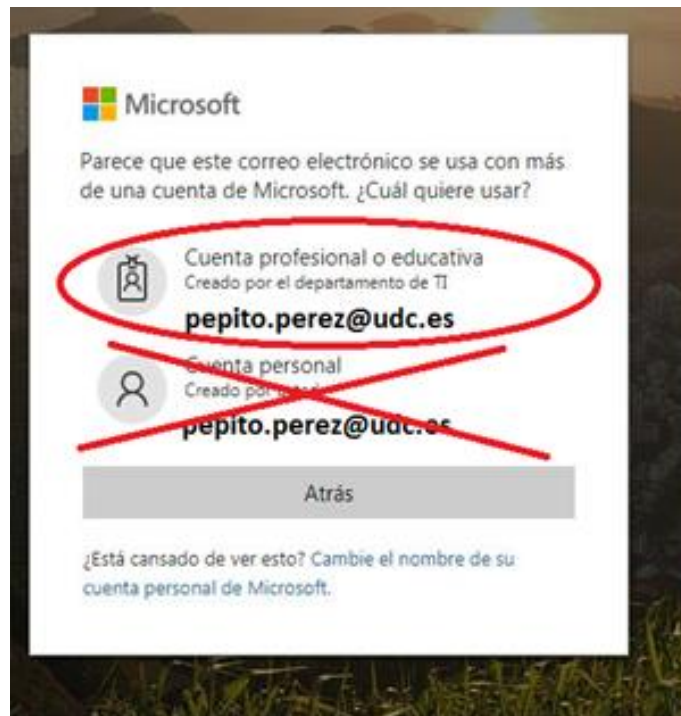 Microsoft
Parece que este correo electrónico se usa con más
de una cuenta de Microsoft. ¿Cuál quiere usar?
Cuenta profesional o educativa
Creado por el departamento de TI
pepito.perez@udc.es
Cuenta personal
Creado por
pepito.perez@udc.es
Atrás
¿Está cansado de ver esto? Cambie el nombre de su
cuenta personal de Microsoft.